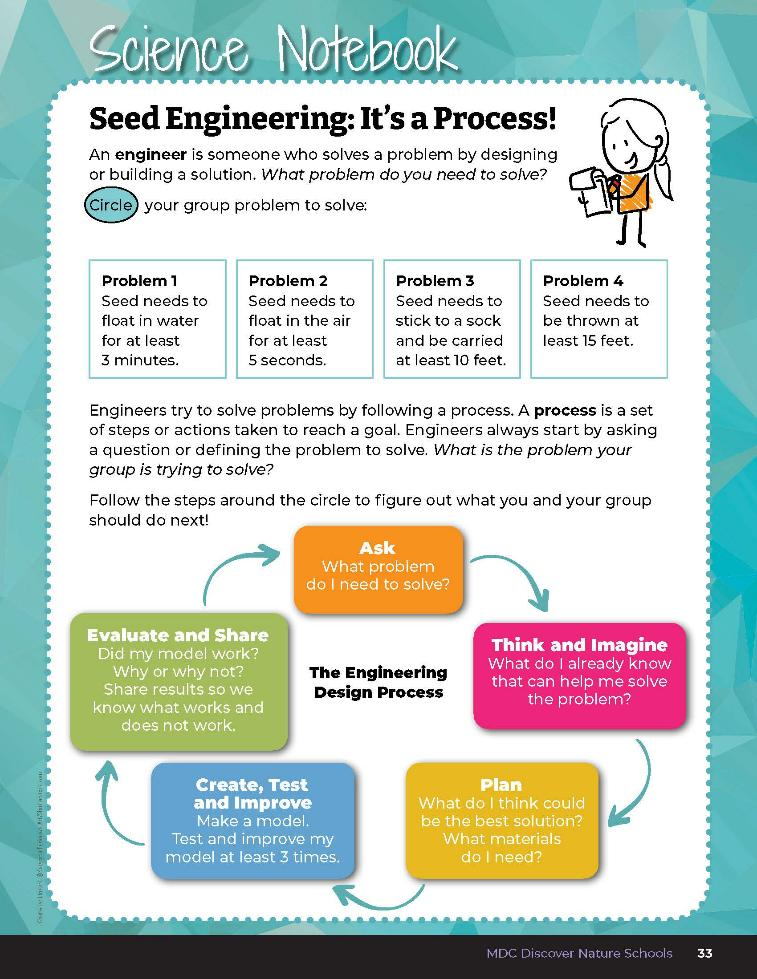 Science Notebook
Seed Engineering: It's a Process!
An engineer is someone who solves a problem by designing
or building a solution. What problem do you need to solve?
Circle your group problem to solve:
Problem 1
Seed needs to
float in water
for at least
3 minutes.
Problem 2
Seed needs to
float in the air
for at least
5 seconds.
Problem 3
Seed needs to
stick to a sock
and be carried
at least 10 feet.
Problem 4
Seed needs to
be thrown at
least 15 feet.
Engineers try to solve problems by following a process. A process is a set
of steps or actions taken to reach a goal. Engineers always start by asking
a question or defining the problem to solve. What is the problem your
group is trying to solve?
Follow the steps around the circle to figure out what you and your group
should do next!
Ask
What problem
do I need to solve?
Think and Imagine
What do I already know
that can help me solve
the problem?
Plan
What do I think could
be the best solution?
What materials
do I need?
Create, Test
and Improve
Make a model.
Test and improve my
model at least 3 times.
Evaluate and Share
Did my model work?
Why or why not?
Share results so we
know what works and
does not work.
The Engineering
Design Process
MDC Discover Nature Schools 33